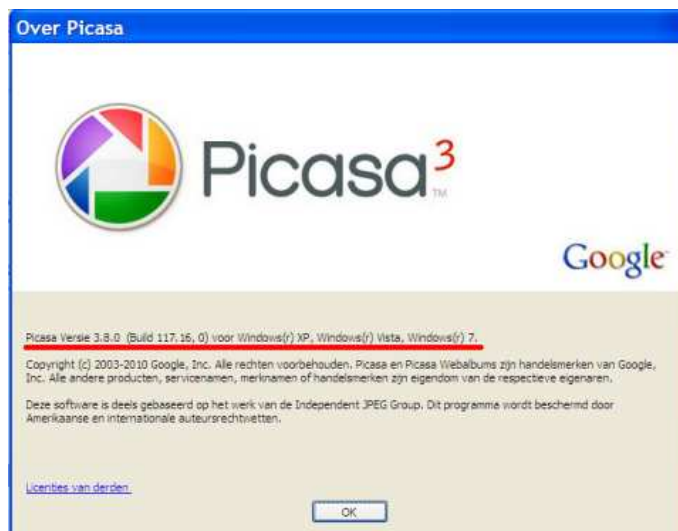 Over Picasa
Picasa3 TM
Google
Picasa Versie 3.8.0 (Build 117.16, 0) voor Windows(r) XP, Windows(r) Vista, Windows(r) 7.
Copyright (c) 2003-2010 Google, Inc. Alle rechten voorbehouden. Picasa en Picasa Webalbums zijn handelsmerken van Google,
Inc. Alle andere producten, servicenamen, merknamen of handelsmerken zijn eigendom van de respectieve eigenaren.
Deze software is deels gebaseerd op het werk van de Independent JPEG Group. Dit programma wordt beschermd door
Amerikaanse en internationale auteursrechtwetten.
Licenties van derden
OK